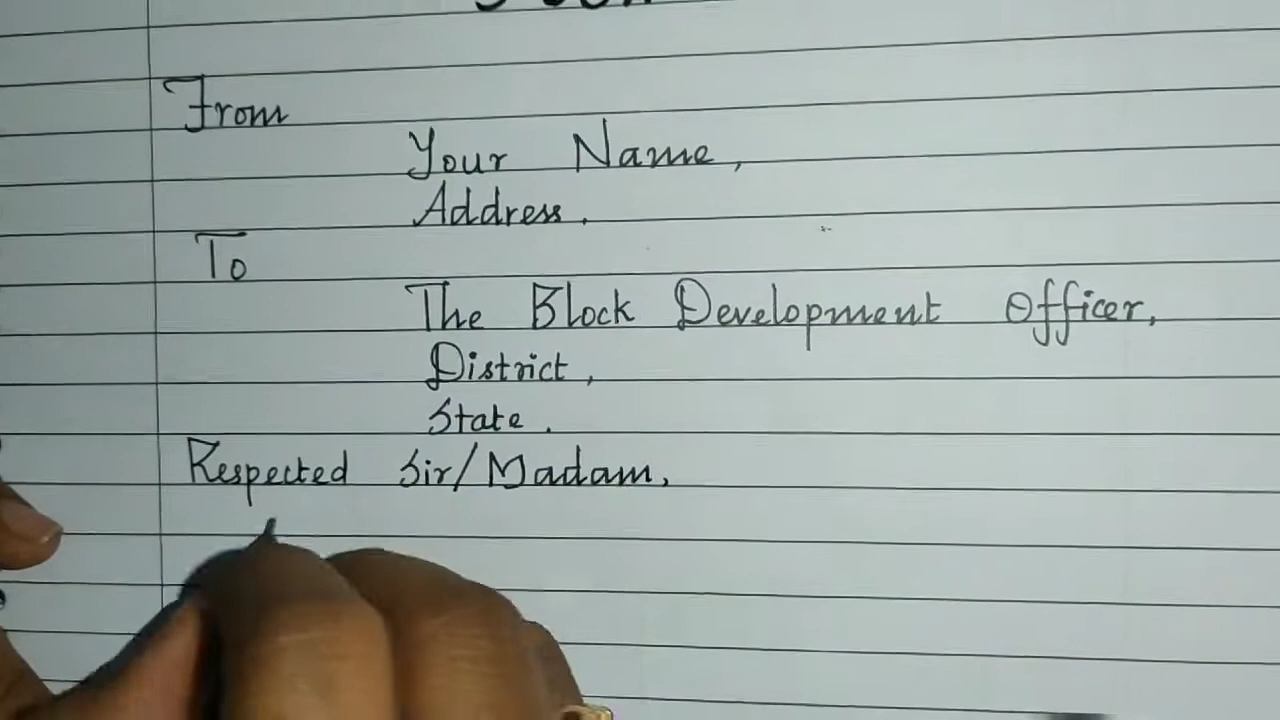 From
Your Name,
Address.
To
The Block Development Officer,
District,
State.
Respected Sir/Madam,